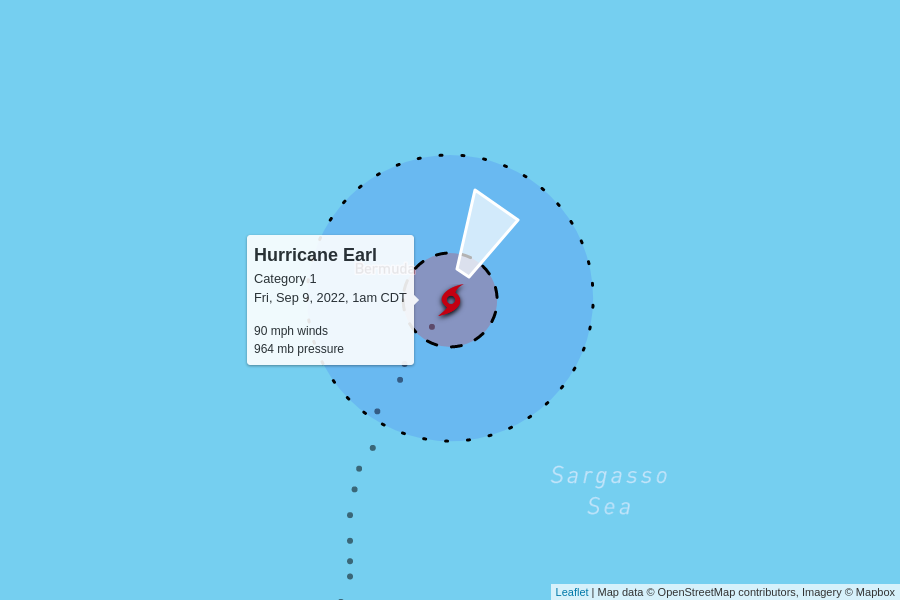 Hurricane Earl
Bermuda
Category 1
Fri, Sep 9, 2022, 1am CDT
90 mph winds
964 mb pressure
Sargasso
Sea
Leaflet | Map data © OpenStreetMap contributors, Imagery © Mapbox